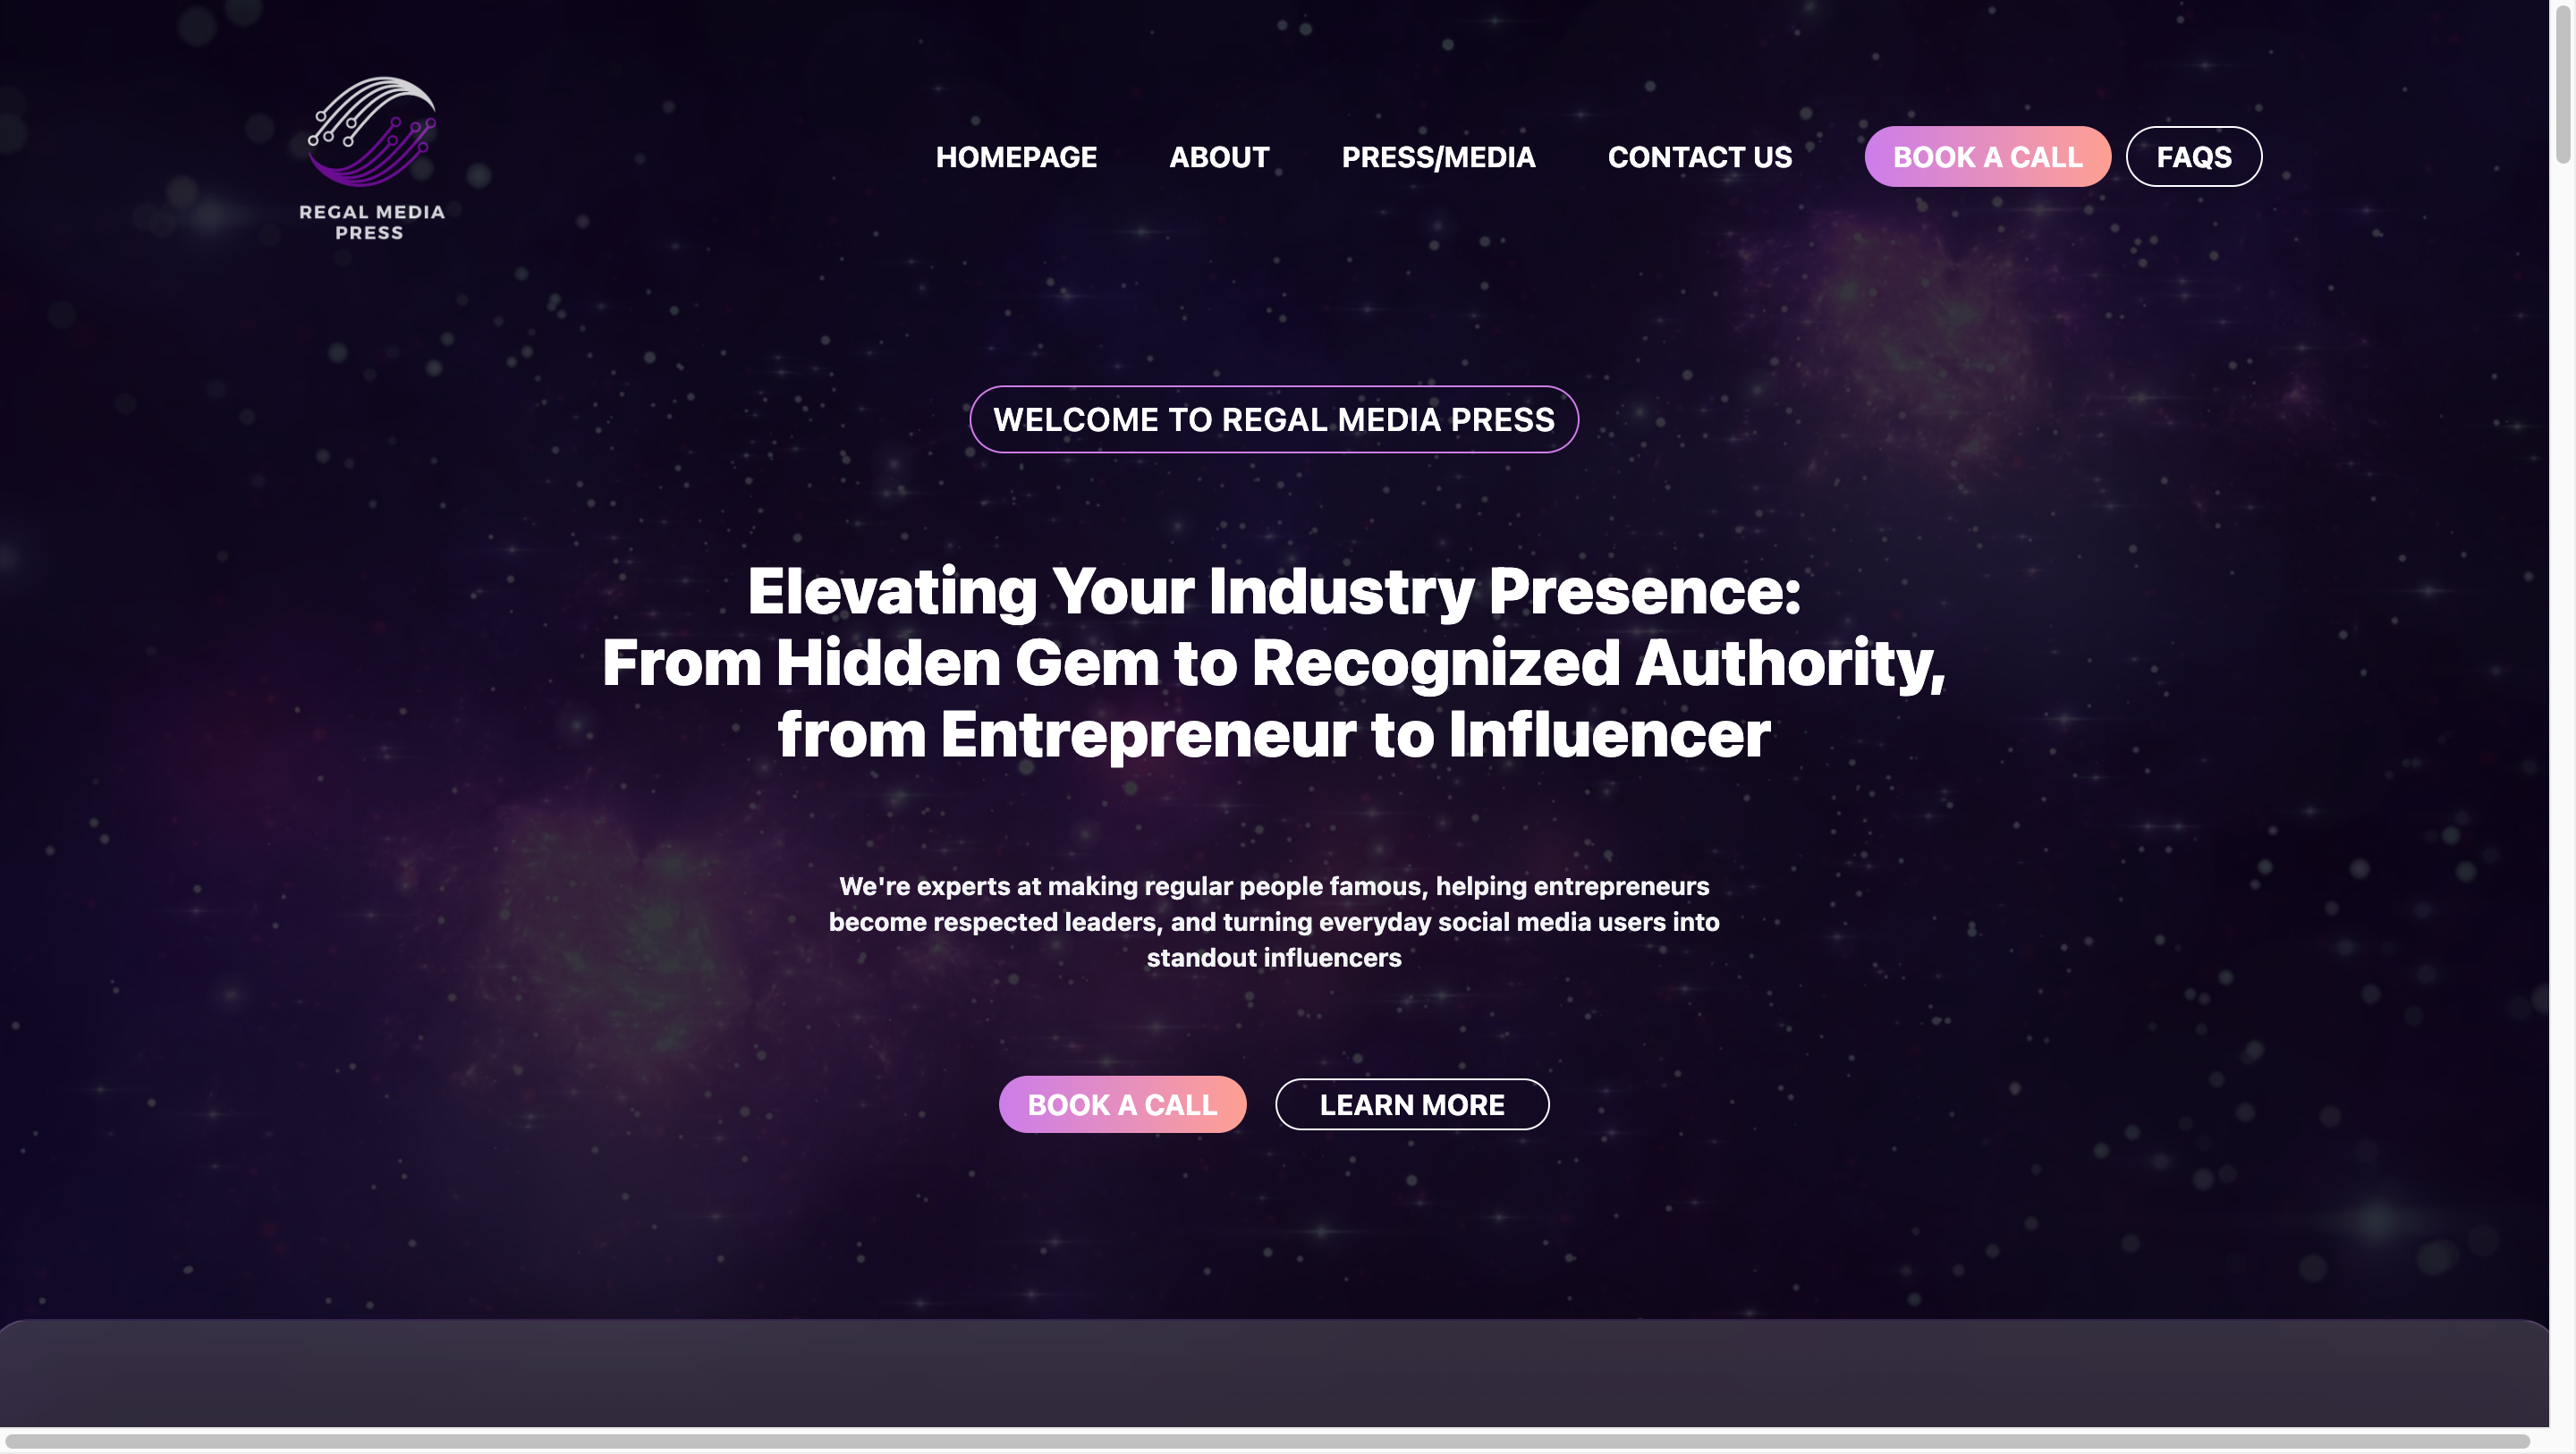 REGAL MEDIA
PRESS
HOMEPAGE
ABOUT
PRESS/MEDIA
CONTACT US
BOOK A CALL
FAQS
WELCOME TO REGAL MEDIA PRESS
Elevating Your Industry Presence:
From Hidden Gem to Recognized Authority,
from Entrepreneur to Influencer
We're experts at making regular people famous, helping entrepreneurs
become respected leaders, and turning everyday social media users into
standout influencers
BOOK A CALL
LEARN MORE